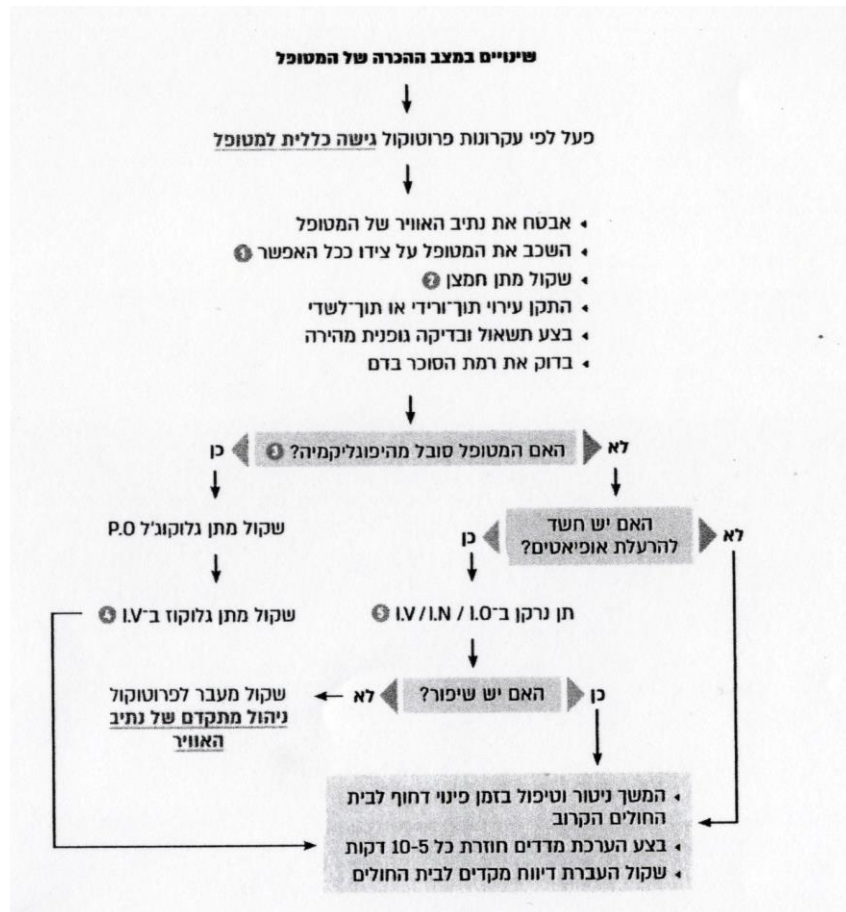 שינויים במצב ההכרה של המטופל
פעל לפי עקרונות פרוטוקול גישה כללית למטופל
אבטח את נתיב האוויר של המטופל
השכב את המטופל על צידו ככל האפשר 1
שקול מתן חמצן 2
התקן עירוי תוך־ורידי או תוך־לשדי
בצע תשאול ובדיקה גופנית מהירה
בדוק את רמת הסוכר בדם
לא
האם המטופל סובל מהיפוגליקמיה? 3
כן
לא
האם יש חשד
להרעלת אופיאטים?
כן
שקול מתן גלוקוג'ל P.O
תן נרקן ב־I.V / I.N / I.O 5
שקול מתן גלוקוז ב־I.V 4
כן
האם יש שיפור?
לא
שקול מעבר לפרוטוקול
ניהול מתקדם של נתיב
האוויר
המשך ניטור וטיפול בזמן פינוי דחוף לבית
החולים הקרוב
בצע הערכת מדדים חוזרת כל 10-5 דקות
שקול העברת דיווח מקדים לבית החולים